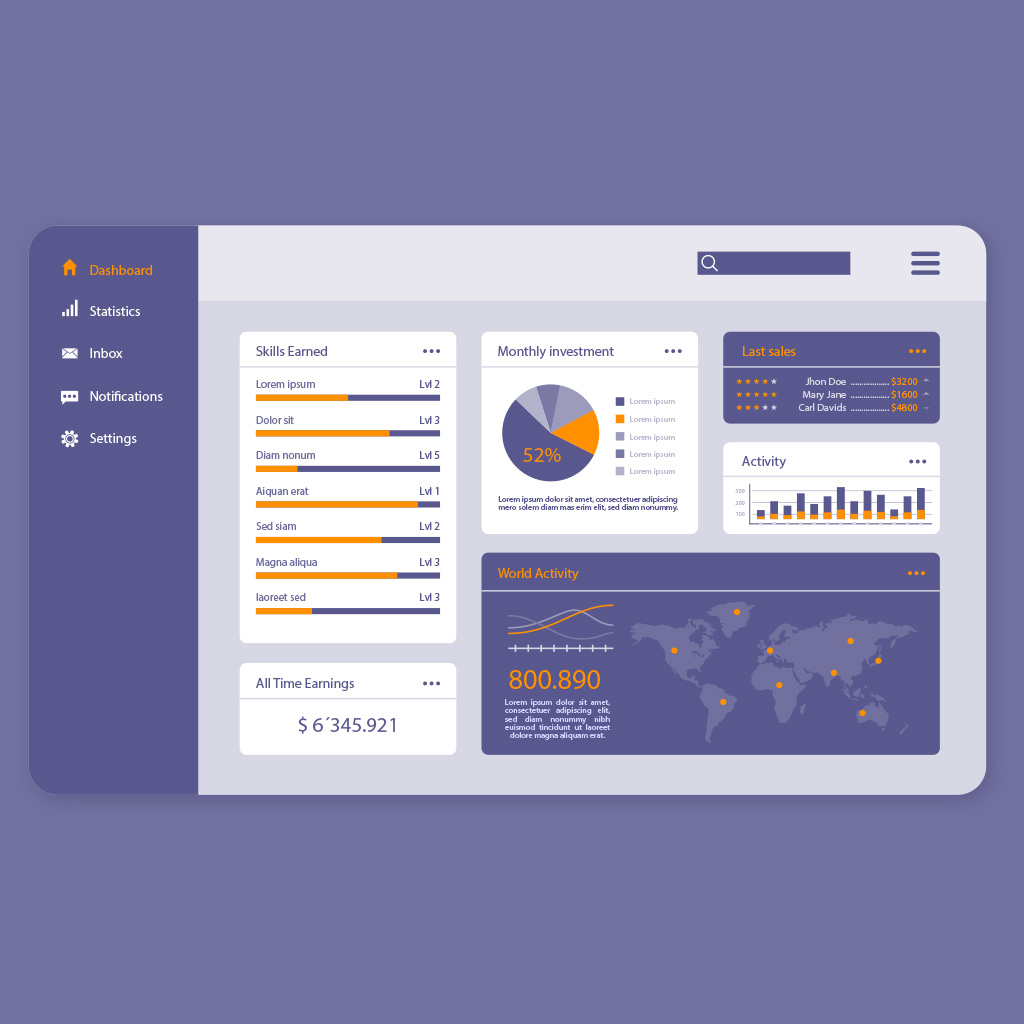 Dashboard
Statistics
Inbox
Notifications
Settings
Skills Earned
Lorem ipsum Lvl 2
Dolor sit Lvl 3
Diam nonum Lvl 5
Aiquan erat Lvl 1
Sed siam Lvl 2
Magna aliqua Lvl 3
laoreet sed Lvl 3
All Time Earnings
$ 6´345.921
Monthly investment
52%
Lorem ipsum
Lorem ipsum
Lorem ipsum
Lorem ipsum
Lorem ipsum
Lorem ipsum dolor sit amet, consectetuer adipiscing
mero solem diam mas erim elit, sed diam nonummy.
Last sales
Jhon Doe .................. $3200
Mary Jane .................. $1600
Carl Davids .................. $4800
Activity
300
200
100
World Activity
800.890
Lorem ipsum dolor sit amet,
consectetuer adipiscing elit,
sed diam nonummy nibh
euismod tincidunt ut laoreet
dolore magna aliquam erat.